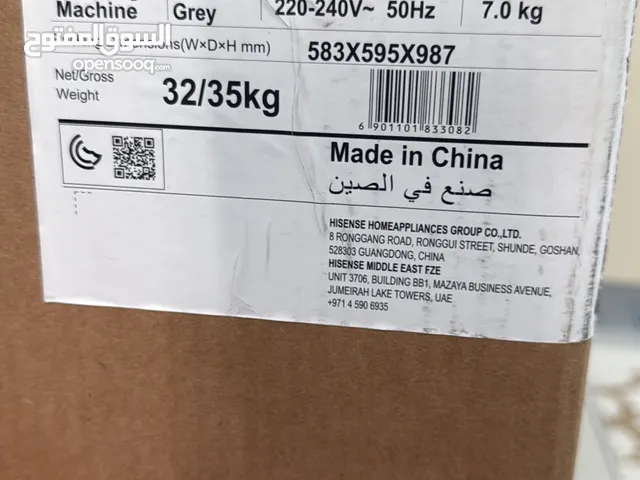 Machine Grey 220-240V~ 50Hz 7.0 kg
السوق المفتوح
opensooq.com
(W×D×H mm) 583X595X987
Net/Gross
Weight 32/35kg
6 901101 833082
Made in China
صنع في الصين
HISENSE HOMEAPPLIANCES GROUP CO.,LTD.
8 RONGGANG ROAD, RONGGUI STREET, SHUNDE, GOSHAN,
528303 GUANGDONG, CHINA
HISENSE MIDDLE EAST FZE
UNIT 3706, BUILDING BB1, MAZAYA BUSINESS AVENUE,
JUMEIRAH LAKE TOWERS, UAE
+971 4 590 6935